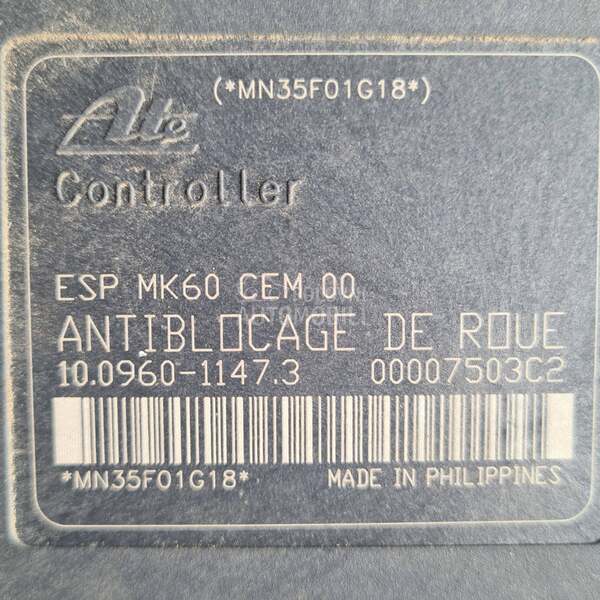 (*MN35F01G18*)
Ate
Controller
ESP MK60 CEM 00
ANTIBLOCAGE DE ROUE
10.0960-1147.3 00007503C2
*MN35F01G18* MADE IN PHILIPPINES